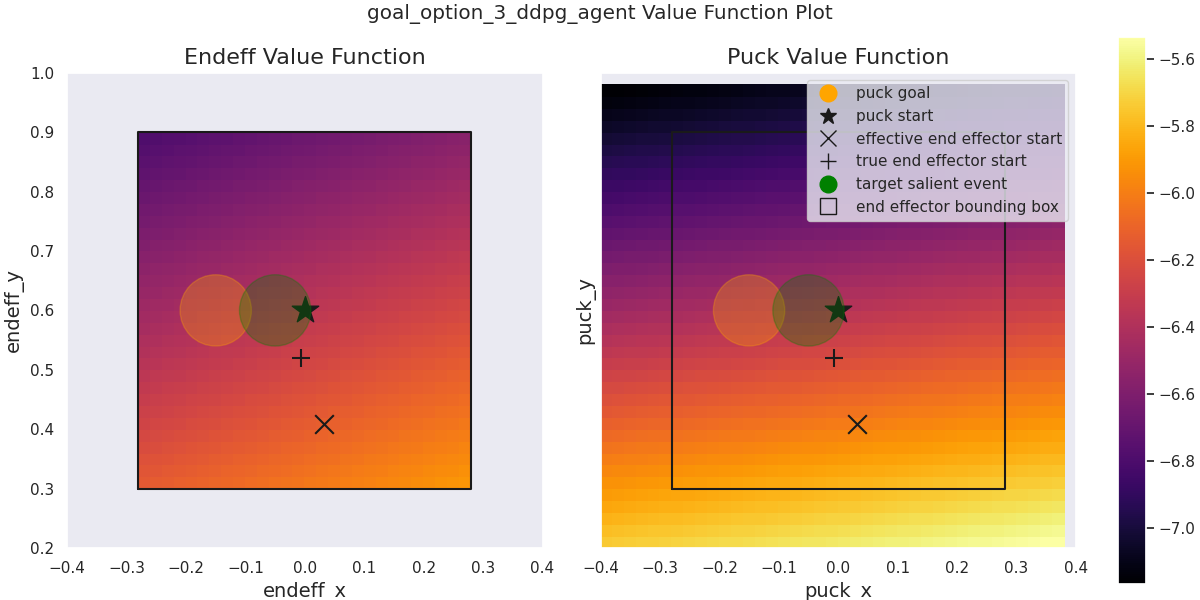 goal_option_3_ddpg_agent Value Function Plot
Endeff Value Function
endeff_y
1.0
0.9
0.8
0.7
0.6
0.5
0.4
0.3
0.2
−0.4 −0.3 −0.2 −0.1 0.0 0.1 0.2 0.3 0.4
endeff_x
Puck Value Function
puck_y
puck goal
puck start
effective end effector start
true end effector start
target salient event
end effector bounding box
−0.4 −0.3 −0.2 −0.1 0.0 0.1 0.2 0.3 0.4
puck_x
−5.6
−5.8
−6.0
−6.2
−6.4
−6.6
−6.8
−7.0